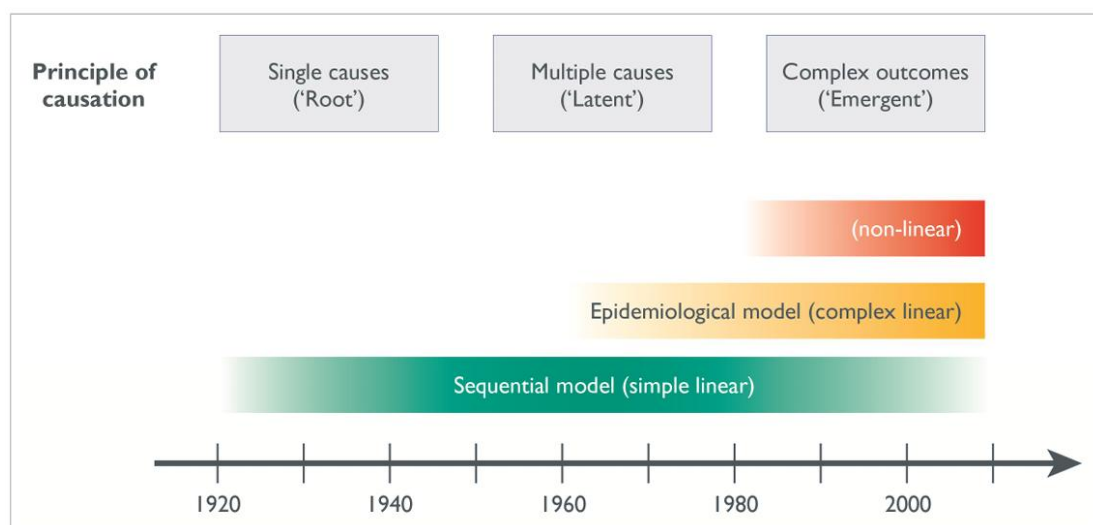 Principle of
causation
Single causes
(‘Root’)
Multiple causes
(‘Latent’)
Complex outcomes
(‘Emergent’)
(non-linear)
Epidemiological model (complex linear)
Sequential model (simple linear)
1920
1940
1960
1980
2000